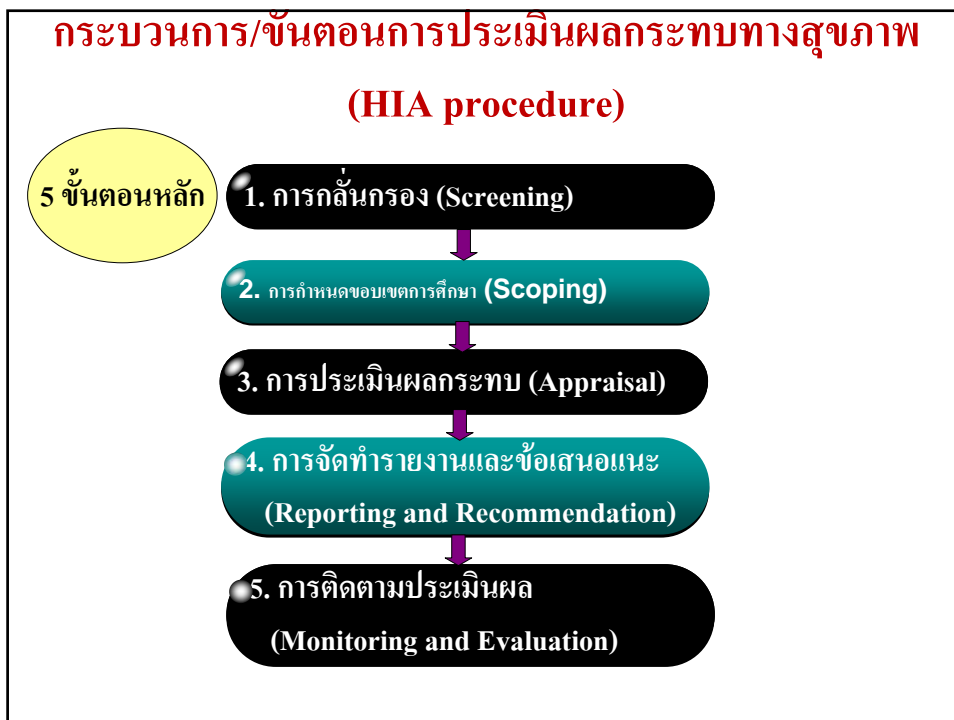 กระบวนการ/ขั้นตอนการประเมินผลกระทบทางสุขภาพ
(HIA procedure)
5 ขั้นตอนหลัก
1. การกลั่นกรอง (Screening)
2. การกำหนดขอบเขตการศึกษา (Scoping)
3. การประเมินผลกระทบ (Appraisal)
4. การจัดทำรายงานและข้อเสนอแนะ
(Reporting and Recommendation)
5. การติดตามประเมินผล
(Monitoring and Evaluation)